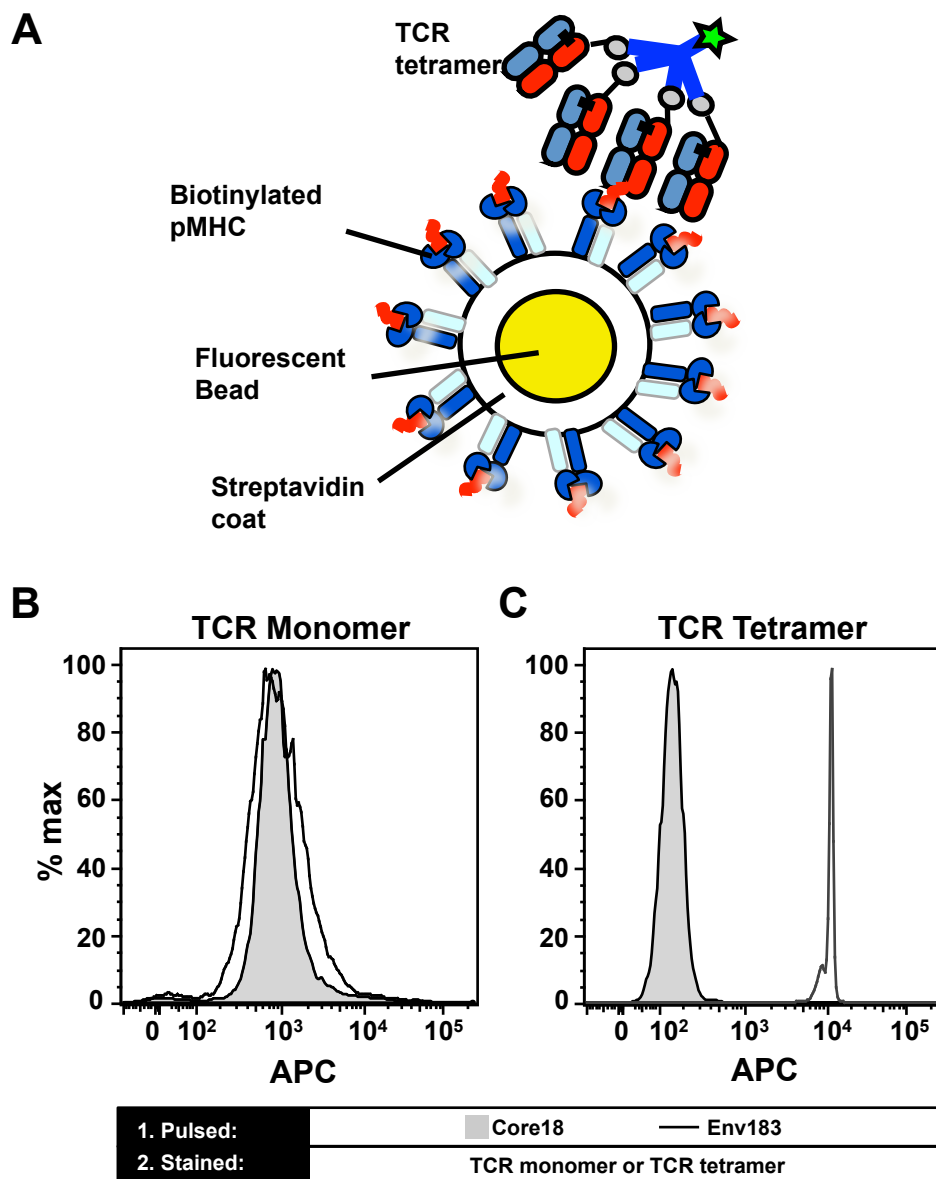 A
TCR
tetramer
Biotinylated
pMHC
Fluorescent
Bead
Streptavidin
coat
B
TCR Monomer
100
80
60
40
20
0
% max
0 10² 10³ 10⁴ 10⁵
APC
C
TCR Tetramer
100
80
60
40
20
0
0 10² 10³ 10⁴ 10⁵
APC
1. Pulsed: Core18 Env183
2. Stained: TCR monomer or TCR tetramer